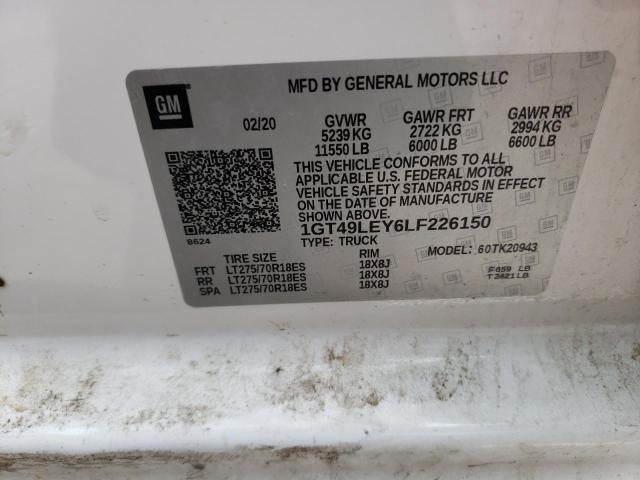 GM
MFD BY GENERAL MOTORS LLC
02/20 GVWR GAWR FRT GAWR RR
5239 KG 2722 KG 2994 KG
11550 LB 6000 LB 6600 LB
THIS VEHICLE CONFORMS TO ALL
APPLICABLE U.S. FEDERAL MOTOR
VEHICLE SAFETY STANDARDS IN EFFECT
ON THE DATE OF MANUFACTURE
SHOWN ABOVE.
8624
1GT49LEY6LF226150
TYPE: TRUCK MODEL: 60TK20943
TIRE SIZE RIM
FRT LT275/70R18ES 18X8J
RR LT275/70R18ES 18X8J
SPA LT275/70R18ES 18X8J
F659 LB
T2421LB